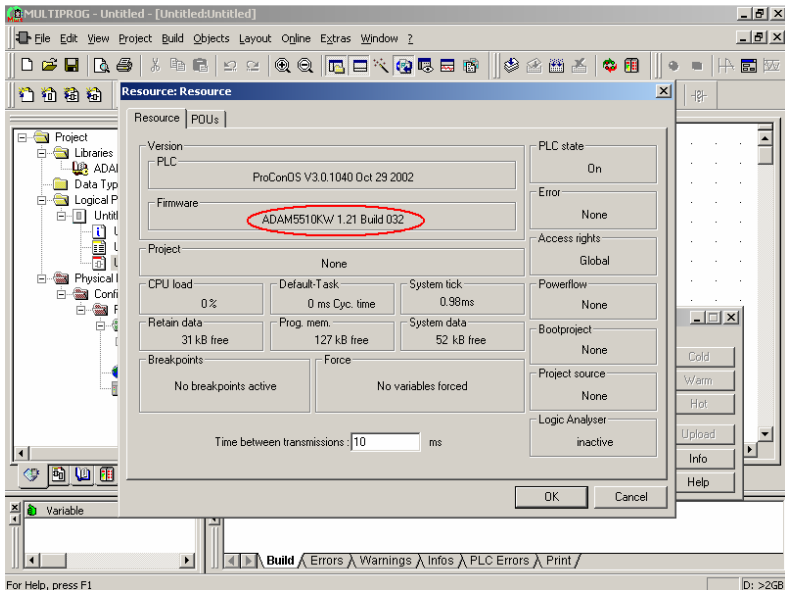 MULTIPROG - Untitled - [Untitled:Untitled]
File Edit View Project Build Objects Layout Online Extras Window ?
Resource: Resource
Resource POUs
Project
Libraries
ADAI
Data Typ
Logical P
Untitl
Physical I
Confi
Version
PLC
ProConOS V3.0.1040 Oct 29 2002
Firmware
ADAM5510KW 1.21 Build 032
Project
None
CPU load
0%
Default-Task
0 ms Cyc. time
System tick
0.98ms
Retain data
31 kB free
Prog. mem.
127 kB free
System data
52 kB free
Breakpoints
No breakpoints active
Force
No variables forced
Time between transmissions : 10 ms
PLC state
On
Error
None
Access rights
Global
Powerflow
None
Bootproject
None
Project source
None
Logic Analyser
inactive
OK Cancel
Cold
Warm
Hot
Upload
Info
Help
Variable
Build Errors Warnings Infos PLC Errors Print
For Help, press F1
D: >2GB